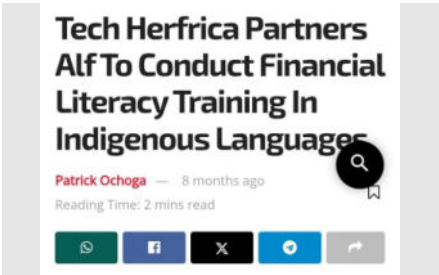 Tech Herfrica Partners
Alf To Conduct Financial
Literacy Training In
Indigenous Languages
Patrick Ochoga — 8 months ago
Reading Time: 2 mins read